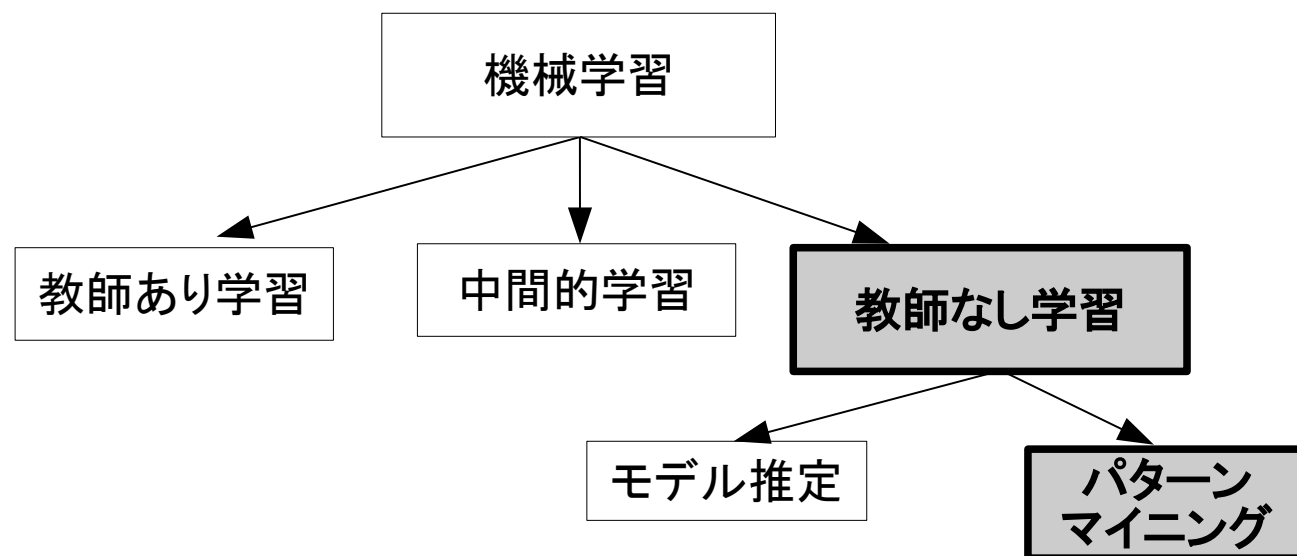 機械学習
教師あり学習
中間的学習
教師なし学習
モデル推定
パターン
マイニング